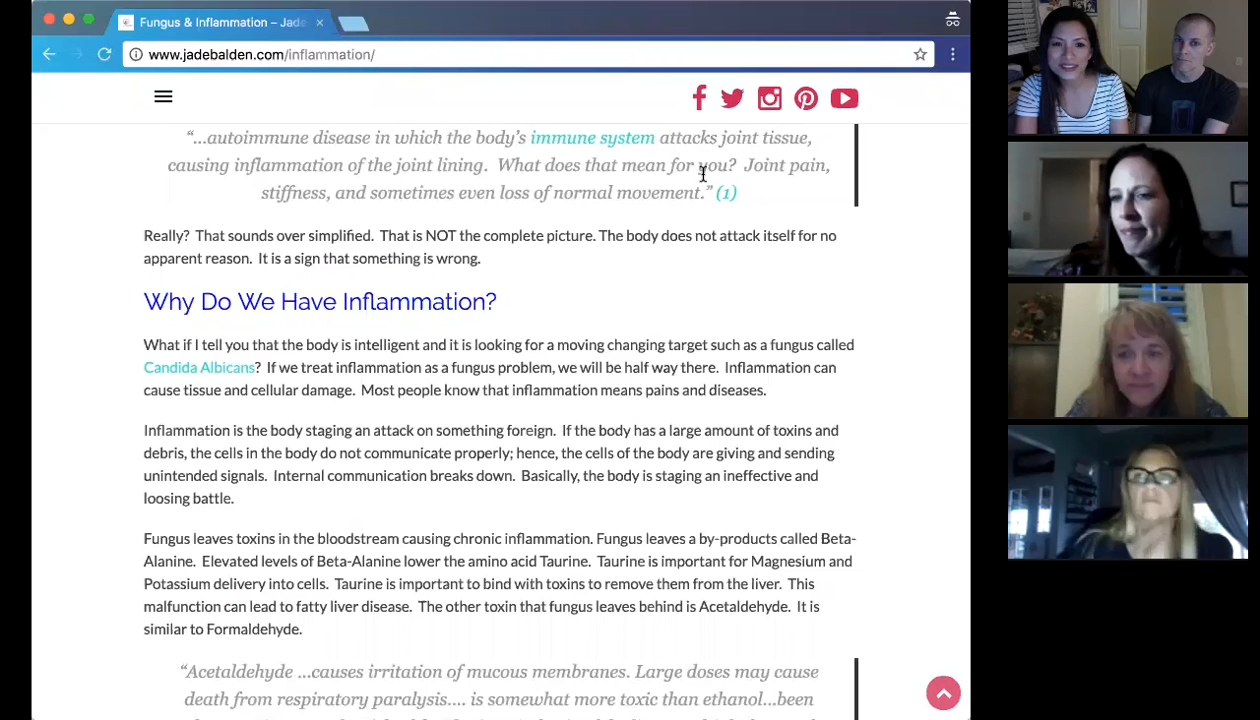 Fungus & Inflammation – Jade
www.jadebalden.com/inflammation/
“...autoimmune disease in which the body’s immune system attacks joint tissue,
causing inflammation of the joint lining.  What does that mean for you?  Joint pain,
stiffness, and sometimes even loss of normal movement.” (1)
Really?  That sounds over simplified.  That is NOT the complete picture. The body does not attack itself for no
apparent reason.  It is a sign that something is wrong.
Why Do We Have Inflammation?
What if I tell you that the body is intelligent and it is looking for a moving changing target such as a fungus called
Candida Albicans?  If we treat inflammation as a fungus problem, we will be half way there.  Inflammation can
cause tissue and cellular damage.  Most people know that inflammation means pains and diseases.
Inflammation is the body staging an attack on something foreign.  If the body has a large amount of toxins and
debris, the cells in the body do not communicate properly; hence, the cells of the body are giving and sending
unintended signals.  Internal communication breaks down.  Basically, the body is staging an ineffective and
loosing battle.
Fungus leaves toxins in the bloodstream causing chronic inflammation. Fungus leaves a by-products called Beta-
Alanine.  Elevated levels of Beta-Alanine lower the amino acid Taurine.  Taurine is important for Magnesium and
Potassium delivery into cells.  Taurine is important to bind with toxins to remove them from the liver.  This
malfunction can lead to fatty liver disease.  The other toxin that fungus leaves behind is Acetaldehyde.  It is
similar to Formaldehyde.
“Acetaldehyde ...causes irritation of mucous membranes. Large doses may cause
death from respiratory paralysis.... is somewhat more toxic than ethanol...been